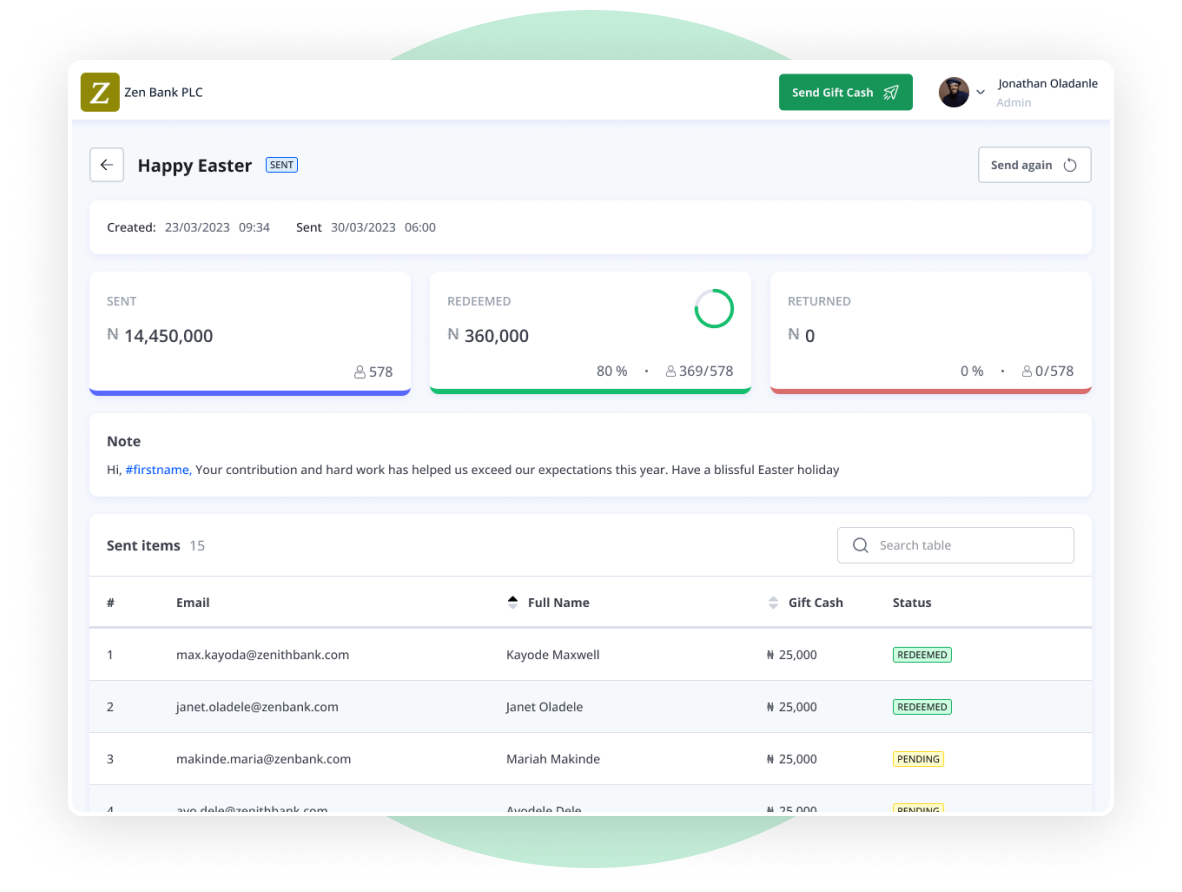 Z Zen Bank PLC Send Gift Cash Jonathan Oladanle
Admin
Happy Easter SENT Send again
Created: 23/03/2023 09:34 Sent 30/03/2023 06:00
SENT REDEEMED RETURNED
N 14,450,000 N 360,000 N 0
578 80 % · 369/578 0 % · 0/578
Note
Hi, #firstname, Your contribution and hard work has helped us exceed our expectations this year. Have a blissful Easter holiday
Sent items 15 Search table
# Email Full Name Gift Cash Status
1 max.kayoda@zenithbank.com Kayode Maxwell ₦ 25,000 REDEEMED
2 janet.oladele@zenbank.com Janet Oladele ₦ 25,000 REDEEMED
3 makinde.maria@zenbank.com Mariah Makinde ₦ 25,000 PENDING
4 ayo.dele@zenithbank.com Ayodele Dele ₦ 25,000 PENDING